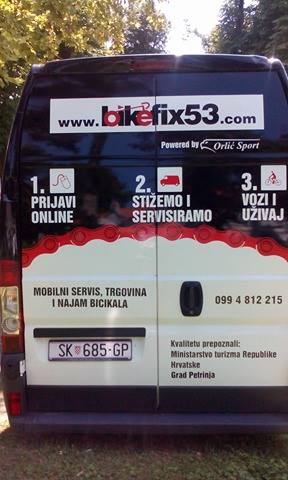 www.bikefix53.com
Powered by Orlić Sport
1. PRIJAVI ONLINE
2. STIŽEMO I SERVISIRAMO
3. VOZI I UŽIVAJ
MOBILNI SERVIS, TRGOVINA
I NAJAM BICIKALA
099 4 812 215
SK 685-GP
Kvalitetu prepoznali:
Ministarstvo turizma Republike
Hrvatske
Grad Petrinja